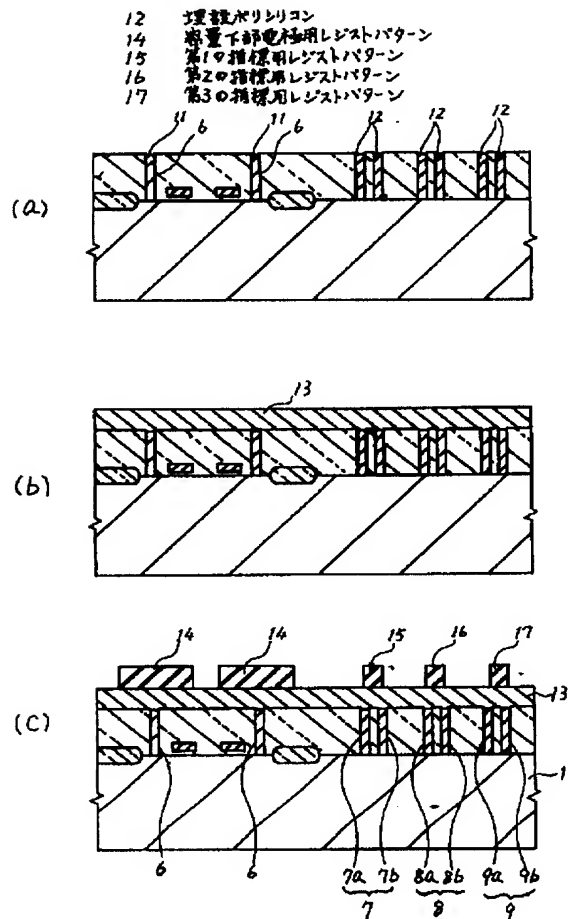 12 埋設ポリシリコン
14 容量下部電極用レジストパターン
15 第1の指標用レジストパターン
16 第2の指標用レジストパターン
17 第3の指標用レジストパターン
11 6 11 6 12 12 12
(a)
13
(b)
14 14 15 16 17
13
(c)
1
6 6 7a 7b 8a 8b 9a 9b
7 8 9